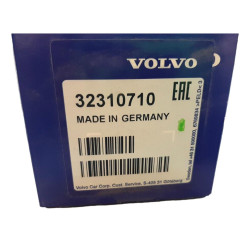 VOLVO
32310710
EAC
MADE IN GERMANY
Volvo Car Corp. Cust. Service, S-405 31 Göteborg